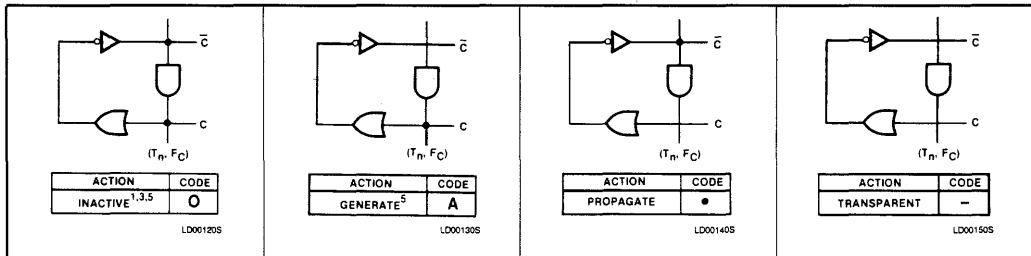 C̅
C
(Tn, FC)
ACTION CODE
INACTIVE1,3,5 O
LD00120S
C̅
C
(Tn, FC)
ACTION CODE
GENERATE5 A
LD00130S
C̅
C
(Tn, FC)
ACTION CODE
PROPAGATE •
LD00140S
C̅
C
(Tn, FC)
ACTION CODE
TRANSPARENT –
LD00150S